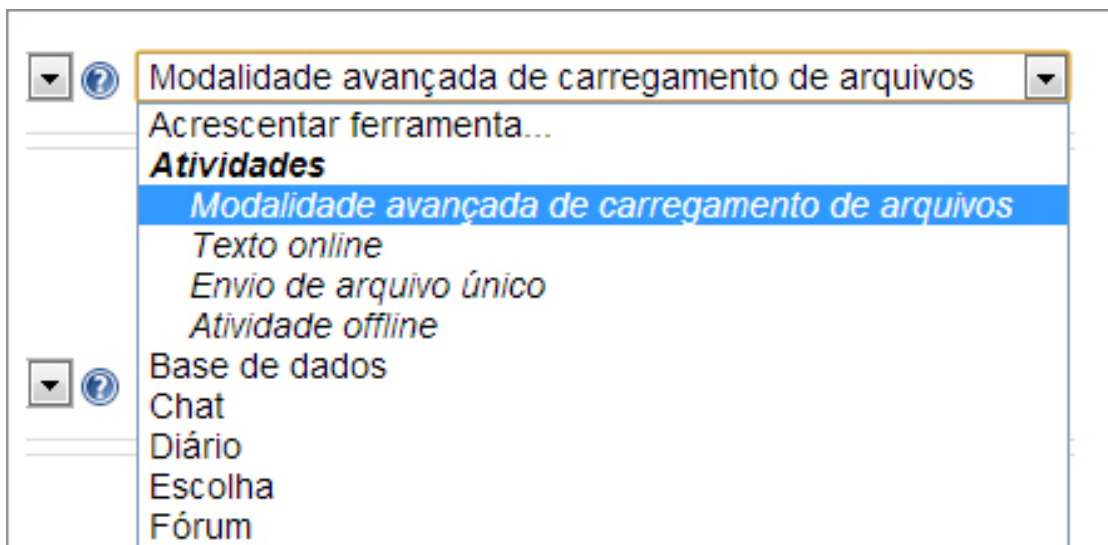 Modalidade avançada de carregamento de arquivos
Acrescentar ferramenta...
Atividades
Modalidade avançada de carregamento de arquivos
Texto online
Envio de arquivo único
Atividade offline
Base de dados
Chat
Diário
Escolha
Fórum